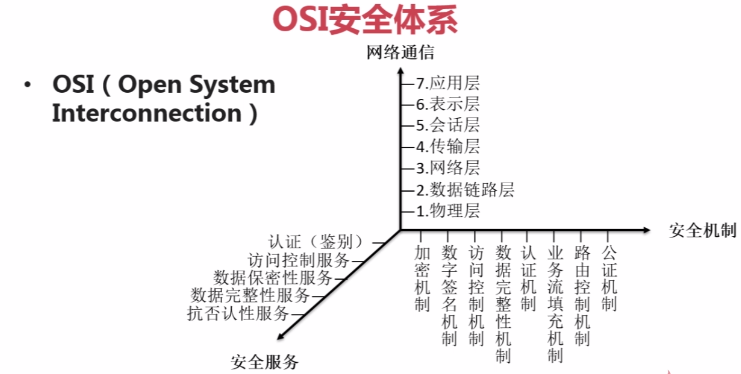 OSI安全体系
网络通信
• OSI ( Open System
Interconnection )
7.应用层
6.表示层
5.会话层
4.传输层
3.网络层
2.数据链路层
1.物理层
安全机制
加密机制
数字签名机制
访问控制机制
数据完整性机制
认证机制
业务流填充机制
路由控制机制
公证机制
认证（鉴别）
访问控制服务
数据保密性服务
数据完整性服务
抗否认性服务
安全服务